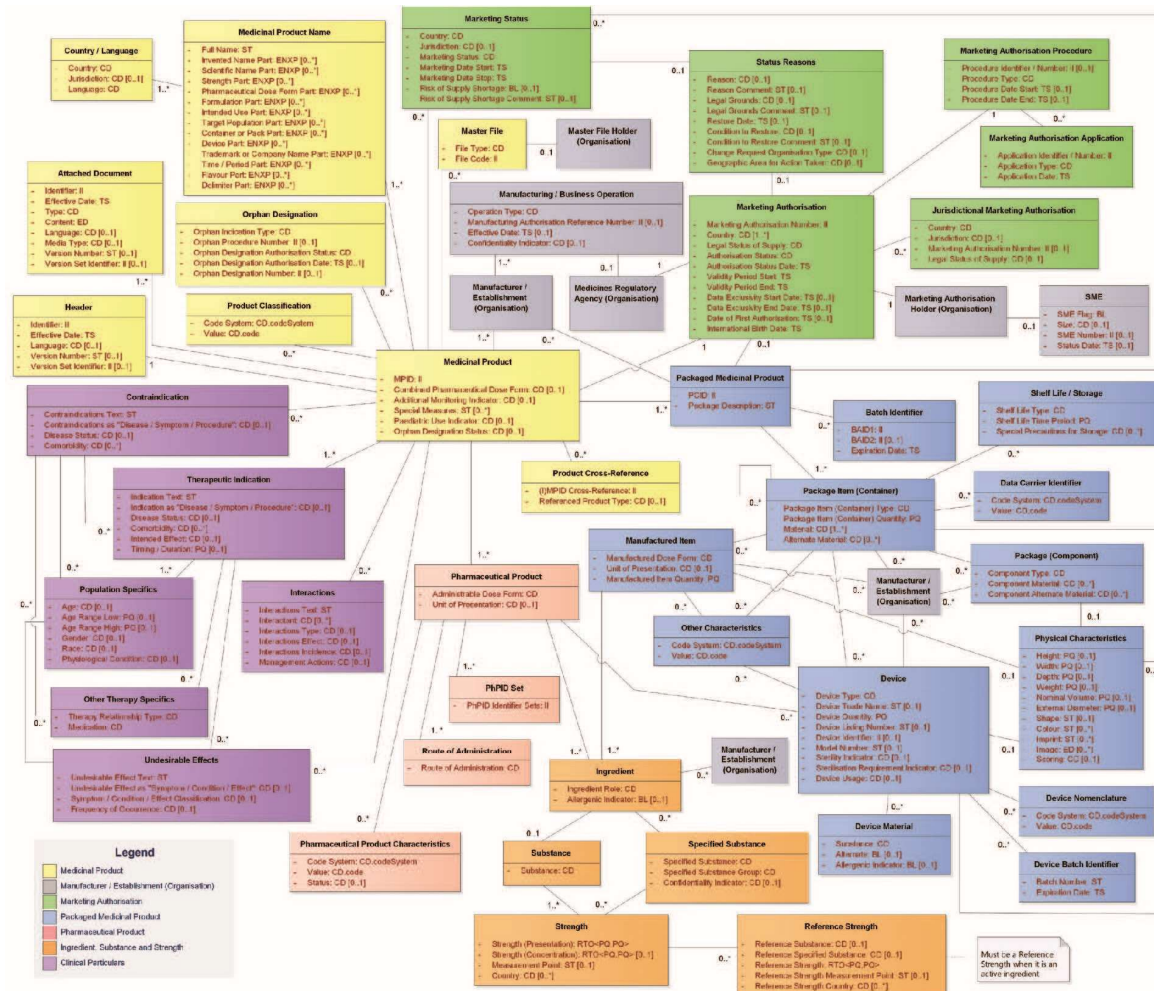 Country / Language
- Country: CD
- Jurisdiction: CD [0..1]
- Language: CD
Medicinal Product Name
- Full Name: ST
- Invented Name Part: ENXP [0..*]
- Scientific Name Part: ENXP [0..*]
- Strength Part: ENXP [0..*]
- Pharmaceutical Dose Form Part: ENXP [0..*]
- Formulation Part: ENXP [0..*]
- Intended Use Part: ENXP [0..*]
- Target Population Part: ENXP [0..*]
- Container or Pack Part: ENXP [0..*]
- Device Part: ENXP [0..*]
- Trademark or Company Name Part: ENXP [0..*]
- Time / Period Part: ENXP [0..*]
- Flavour Part: ENXP [0..*]
- Delimiter Part: ENXP [0..*]
Marketing Status
- Country: CD
- Jurisdiction: CD [0..1]
- Marketing Status: CD
- Marketing Date Start: TS
- Marketing Date Stop: TS
- Risk of Supply Shortage: BL [0..1]
- Risk of Supply Shortage Comment: ST [0..1]
Status Reasons
- Reason: CD [0..1]
- Reason Comment: ST [0..1]
- Legal Grounds: CD [0..1]
- Legal Grounds Comment: ST [0..1]
- Restore Date: TS [0..1]
- Condition to Restore: CD [0..1]
- Condition to Restore Comment: ST [0..1]
- Change Request Organisation Type: CD [0..1]
- Geographic Area for Action Taken: CD [0..1]
Marketing Authorisation Procedure
- Procedure Identifier / Number: II [0..1]
- Procedure Type: CD
- Procedure Date Start: TS [0..1]
- Procedure Date End: TS [0..1]
Marketing Authorisation Application
- Application Identifier / Number: II
- Application Type: CD
- Application Date: TS
Master File
- File Type: CD
- File Code: II
Master File Holder
(Organisation)
Attached Document
- Identifier: II
- Effective Date: TS
- Type: CD
- Content: ED
- Language: CD [0..1]
- Media Type: CD [0..1]
- Version Number: ST [0..1]
- Version Set Identifier: II [0..1]
Orphan Designation
- Orphan Indication Type: CD
- Orphan Procedure Number: II [0..1]
- Orphan Designation Authorisation Status: CD
- Orphan Designation Authorisation Date: TS [0..1]
- Orphan Designation Number: II [0..1]
Manufacturing / Business Operation
- Operation Type: CD
- Manufacturing Authorisation Reference Number: II [0..1]
- Effective Date: TS [0..1]
- Confidentiality Indicator: CD [0..1]
Marketing Authorisation
- Marketing Authorisation Number: II
- Country: CD [1..*]
- Legal Status of Supply: CD
- Authorisation Status: CD
- Authorisation Status Date: TS
- Validity Period Start: TS
- Validity Period End: TS
- Data Exclusivity Start Date: TS [0..1]
- Data Exclusivity End Date: TS [0..1]
- Date of First Authorisation: TS [0..1]
- International Birth Date: TS
Jurisdictional Marketing Authorisation
- Country: CD
- Jurisdiction: CD [0..1]
- Marketing Authorisation Number: II [0..1]
- Legal Status of Supply: CD [0..1]
Manufacturer /
Establishment
(Organisation)
Medicines Regulatory
Agency (Organisation)
Marketing Authorisation
Holder (Organisation)
SME
- SME Flag: BL
- Size: CD [0..1]
- SME Number: II [0..1]
- Status Date: TS [0..1]
Header
- Identifier: II
- Effective Date: TS
- Language: CD [0..1]
- Version Number: ST [0..1]
- Version Set Identifier: II [0..1]
Product Classification
- Code System: CD.codeSystem
- Value: CD.code
Medicinal Product
- MPID: II
- Combined Pharmaceutical Dose Form: CD [0..1]
- Additional Monitoring Indicator: CD [0..1]
- Special Measures: ST [0..*]
- Paediatric Use Indicator: CD [0..1]
- Orphan Designation Status: CD [0..1]
Packaged Medicinal Product
- PCID: II
- Package Description: ST
Batch Identifier
- BAID1: II
- BAID2: II [0..1]
- Expiration Date: TS
Shelf Life / Storage
- Shelf Life Type: CD
- Shelf Life Time Period: PQ
- Special Precautions for Storage: CD [0..*]
Contraindication
- Contraindications Text: ST
- Contraindications as "Disease / Symptom / Procedure": CD [0..1]
- Disease Status: CD [0..1]
- Comorbidity: CD [0..*]
Therapeutic Indication
- Indication Text: ST
- Indication as "Disease / Symptom / Procedure": CD [0..1]
- Disease Status: CD [0..1]
- Comorbidity: CD [0..*]
- Intended Effect: CD [0..1]
- Timing / Duration: PQ [0..1]
Product Cross-Reference
- (I)MPID Cross-Reference: II
- Referenced Product Type: CD [0..1]
Package Item (Container)
- Package Item (Container) Type: CD
- Package Item (Container) Quantity: PQ
- Material: CD [1..*]
- Alternate Material: CD [0..*]
Data Carrier Identifier
- Code System: CD.codeSystem
- Value: CD.code
Manufactured Item
- Manufactured Dose Form: CD
- Unit of Presentation: CD [0..1]
- Manufactured Item Quantity: PQ
Package (Component)
- Component Type: CD
- Component Material: CD [0..*]
- Component Alternate Material: CD [0..*]
Manufacturer /
Establishment
(Organisation)
Population Specifics
- Age: CD [0..1]
- Age Range Low: PQ [0..1]
- Age Range High: PQ [0..1]
- Gender: CD [0..1]
- Race: CD [0..1]
- Physiological Condition: CD [0..1]
Interactions
- Interactions Text: ST
- Interactant: CD [0..*]
- Interactions Type: CD [0..1]
- Interactions Effect: CD [0..1]
- Interactions Incidence: CD [0..1]
- Management Actions: CD [0..1]
Pharmaceutical Product
- Administrable Dose Form: CD
- Unit of Presentation: CD [0..1]
Other Characteristics
- Code System: CD.codeSystem
- Value: CD.code
Physical Characteristics
- Height: PQ [0..1]
- Width: PQ [0..1]
- Depth: PQ [0..1]
- Weight: PQ [0..1]
- Nominal Volume: PQ [0..1]
- External Diameter: PQ [0..1]
- Shape: ST [0..1]
- Colour: ST [0..*]
- Imprint: ST [0..*]
- Image: ED [0..*]
- Scoring: CD [0..1]
Device
- Device Type: CD
- Device Trade Name: ST [0..1]
- Device Quantity: PQ
- Device Listing Number: ST [0..1]
- Device Identifier: II [0..1]
- Model Number: ST [0..1]
- Sterility Indicator: CD [0..1]
- Sterilisation Requirement Indicator: CD [0..1]
- Device Usage: CD [0..1]
PhPID Set
- PhPID Identifier Sets: II
Other Therapy Specifics
- Therapy Relationship Type: CD
- Medication: CD
Undesirable Effects
- Undesirable Effect Text: ST
- Undesirable Effect as "Symptom / Condition / Effect": CD [0..1]
- Symptom / Condition / Effect Classification: CD [0..1]
- Frequency of Occurrence: CD [0..1]
Route of Administration
- Route of Administration: CD
Ingredient
- Ingredient Role: CD
- Allergenic Indicator: BL [0..1]
Manufacturer /
Establishment
(Organisation)
Device Nomenclature
- Code System: CD.codeSystem
- Value: CD.code
Device Material
- Substance: CD
- Alternate: BL [0..1]
- Allergenic Indicator: BL [0..1]
Device Batch Identifier
- Batch Number: ST
- Expiration Date: TS
Pharmaceutical Product Characteristics
- Code System: CD.codeSystem
- Value: CD.code
- Status: CD [0..1]
Substance
- Substance: CD
Specified Substance
- Specified Substance: CD
- Specified Substance Group: CD
- Confidentiality Indicator: CD [0..1]
Strength
- Strength (Presentation): RTO<PQ,PQ>
- Strength (Concentration): RTO<PQ,PQ> [0..1]
- Measurement Point: ST [0..1]
- Country: CD [0..*]
Reference Strength
- Reference Substance: CD [0..1]
- Reference Specified Substance: CD [0..1]
- Reference Strength: RTO<PQ,PQ>
- Reference Strength Measurement Point: ST [0..1]
- Reference Strength Country: CD [0..*]
Must be a Reference
Strength when it is an
active ingredient
Legend
Medicinal Product
Manufacturer / Establishment (Organisation)
Marketing Authorisation
Packaged Medicinal Product
Pharmaceutical Product
Ingredient, Substance and Strength
Clinical Particulars